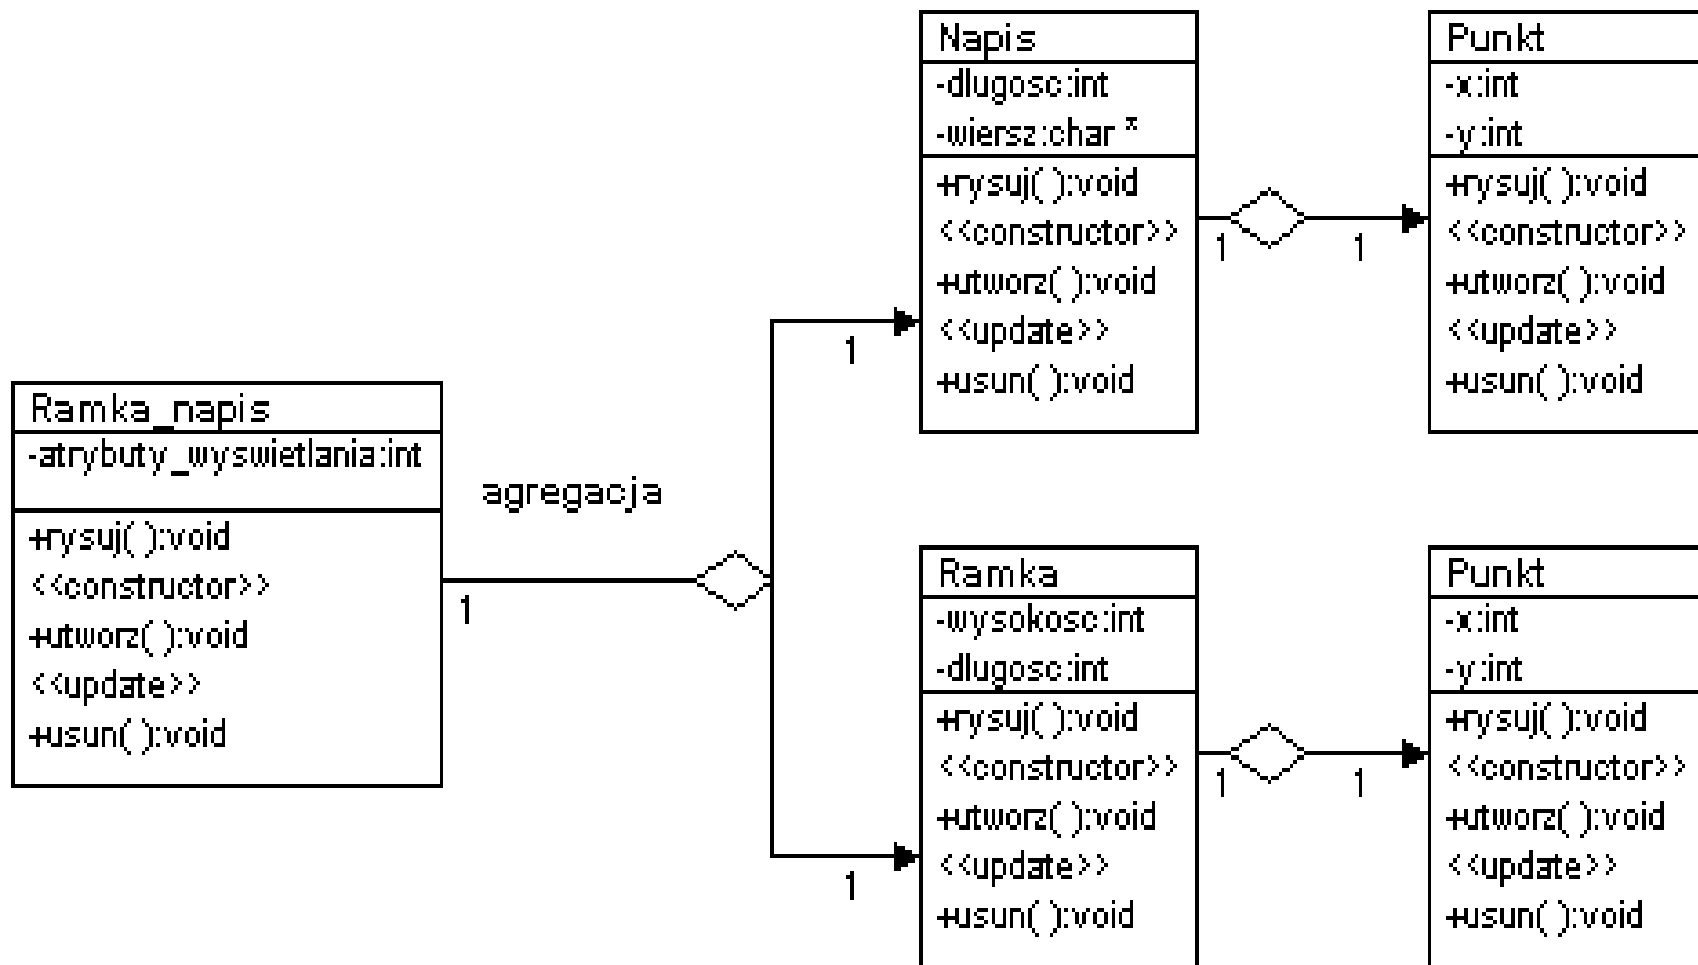 Napis
-dlugosc:int
-wiersz:char *
+rysuj( ):void
<<constructor>>
+utworz( ):void
<<update>>
+usun( ):void
1
1
Punkt
-x:int
-y:int
+rysuj( ):void
<<constructor>>
+utworz( ):void
<<update>>
+usun( ):void
1
Ramka_napis
-atrybuty_wyswietlania:int
+rysuj( ):void
<<constructor>>
+utworz( ):void
<<update>>
+usun( ):void
agregacja
1
Ramka
-wysokosc:int
-dlugosc:int
+rysuj( ):void
<<constructor>>
+utworz( ):void
<<update>>
+usun( ):void
1
1
Punkt
-x:int
-y:int
+rysuj( ):void
<<constructor>>
+utworz( ):void
<<update>>
+usun( ):void
1